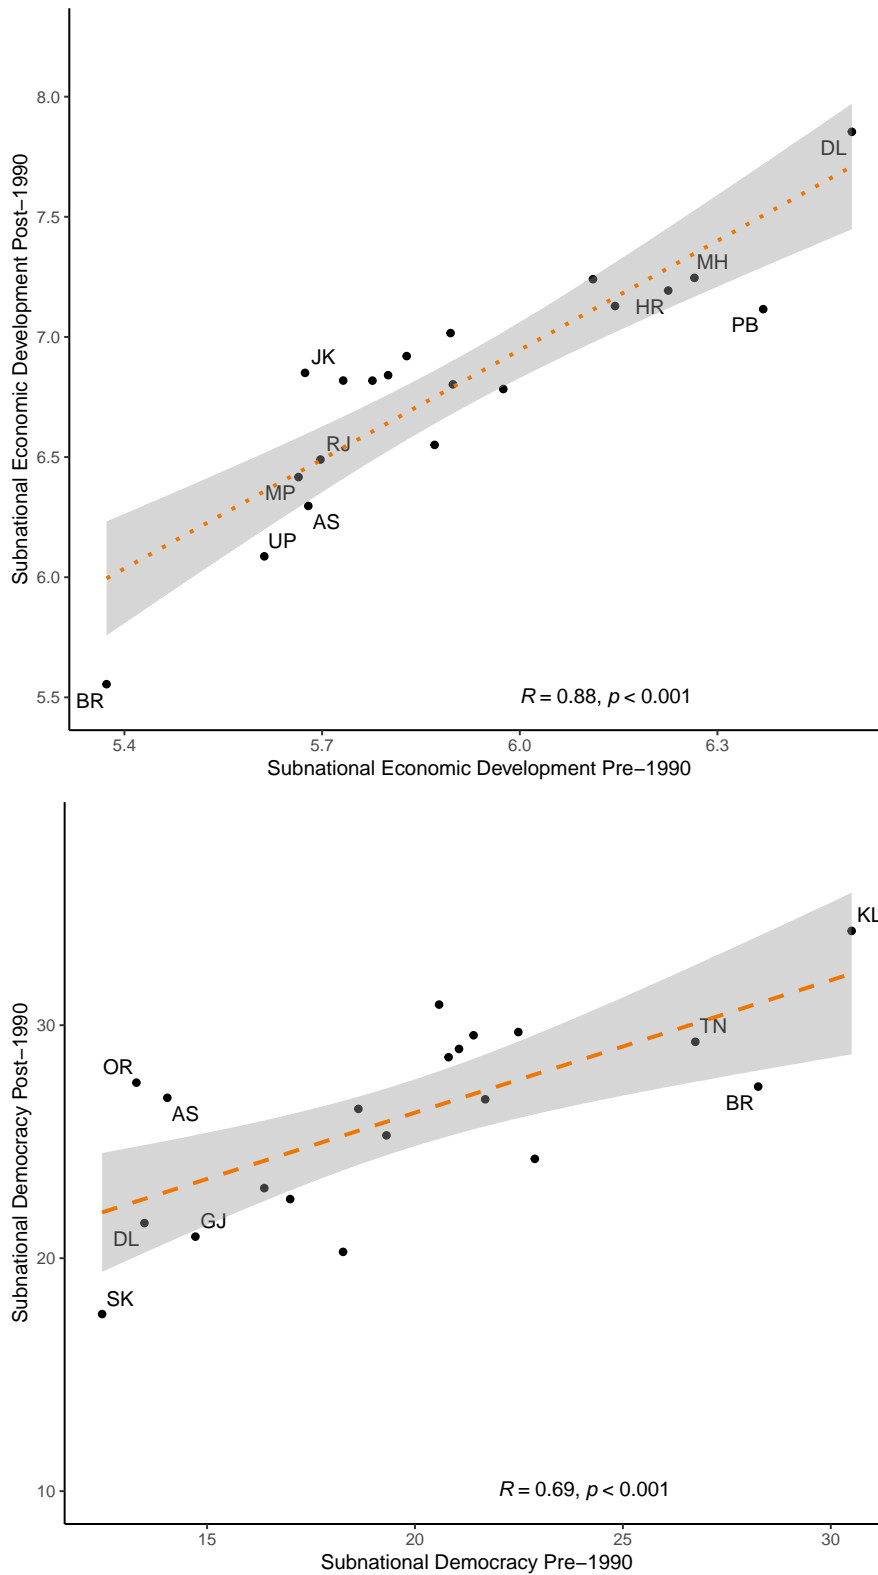 8.0
DL
7.5
MH
HR
7.0
PB
JK
RJ
6.5
MP
AS
UP
6.0
BR
5.5
R = 0.88, p < 0.001
5.4 5.7 6.0 6.3
Subnational Economic Development Pre−1990
Subnational Economic Development Post−1990
KL
30
TN
OR
AS
BR
GJ
DL
20
SK
10
R = 0.69, p < 0.001
15 20 25 30
Subnational Democracy Pre−1990
Subnational Democracy Post−1990